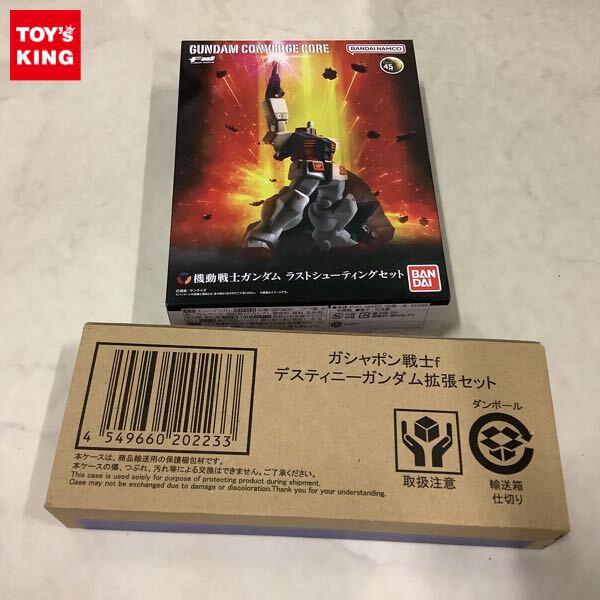 TOY'S
KING
GUNDAM CONVERGE CORE
BANDAI NAMCO
45
機動戦士ガンダム ラストシューティングセット
BAN
DAI
ガシャポン戦士f
デスティニーガンダム拡張セット
4 549660 202233
本ケースは、商品輸送用の保護梱包材です。
本ケースの傷、つぶれ、汚れ等による交換はできません。ご了承ください。
This case is used solely for purpose of protecting product during shipment.
Case may not be exchanged due to damage or discoloration.Thank you for your understanding.
取扱注意
ダンボール
輸送箱
仕切り